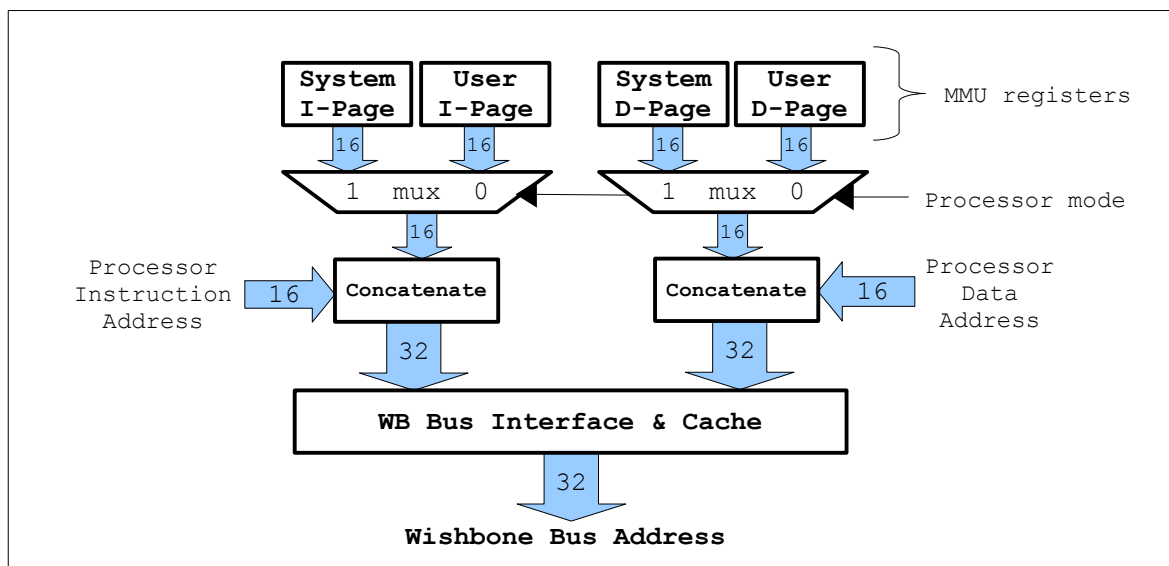 System
I-Page
User
I-Page
System
D-Page
User
D-Page
MMU registers
16
16
16
16
1 mux 0
1 mux 0
Processor mode
16
16
Processor
Instruction
Address
16
Concatenate
Concatenate
16
Processor
Data
Address
32
32
WB Bus Interface & Cache
32
Wishbone Bus Address